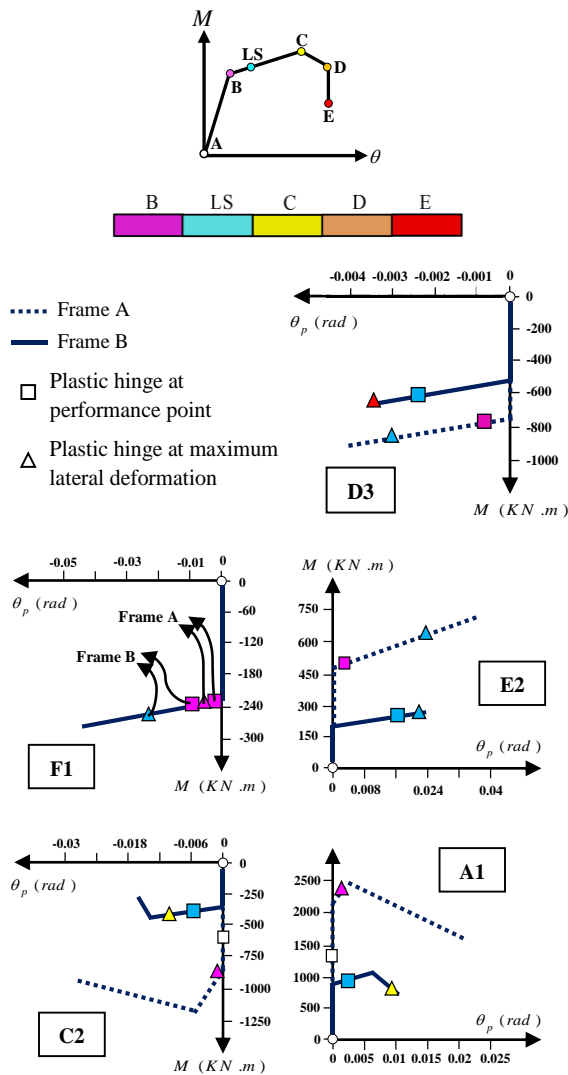 M
C
LS
D
B
E
A
θ
B LS C D E
Frame A
Frame B
Plastic hinge at
performance point
Plastic hinge at maximum
lateral deformation
-0.004 -0.003 -0.002 -0.001 0
θp (rad)
0
-200
-400
-600
-800
-1000
D3
M (KN .m)
-0.05 -0.03 -0.01 0
θp (rad)
0
-60
-120
-180
-240
-300
Frame A
Frame B
F1
M (KN .m)
M (KN .m)
750
600
450
300
150
0
E2
θp (rad)
0 0.008 0.024 0.04
-0.03 -0.018 -0.006 0
θp (rad)
0
-250
-500
-750
-1000
-1250
C2
M (KN .m)
A1
2500
2000
1500
1000
500
0
θp (rad)
0 0.005 0.01 0.015 0.02 0.025